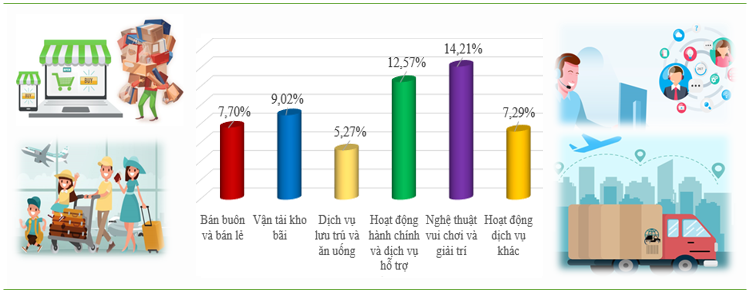 14,21%
12,57%
9,02%
7,70%
7,29%
5,27%
Bán buôn
và bán lẻ
Vận tải kho
bãi
Dịch vụ
lưu trú và
ăn uống
Hoạt động
hành chính
và dịch vụ
hỗ trợ
Nghệ thuật
vui chơi và
giải trí
Hoạt động
dịch vụ
khác
BUY